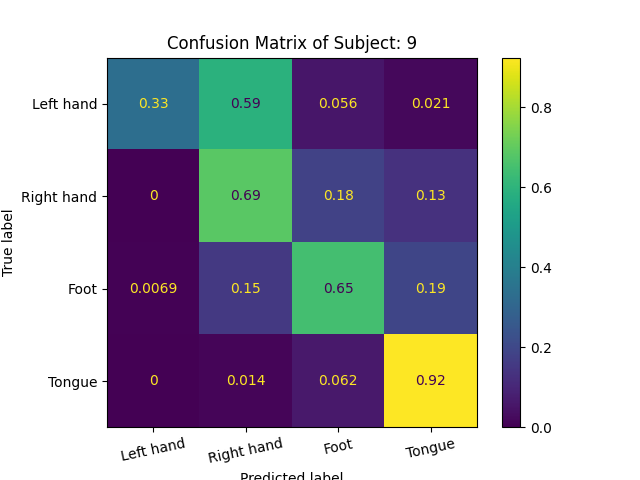 Confusion Matrix of Subject: 9
Left hand 0.33 0.59 0.056 0.021
Right hand 0 0.69 0.18 0.13
Foot 0.0069 0.15 0.65 0.19
Tongue 0 0.014 0.062 0.92
Left hand Right hand Foot Tongue
Predicted label
True label
0.8
0.6
0.4
0.2
0.0